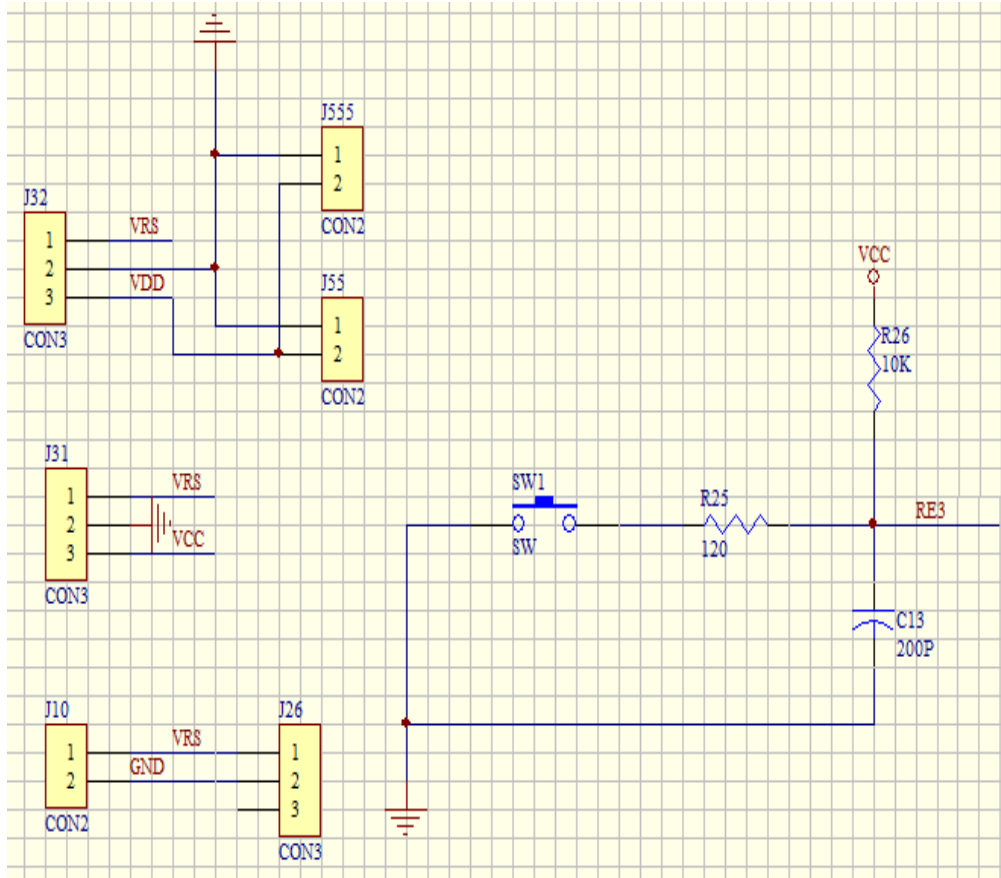 J555
1
2
CON2
J32
1
2
3
VRS
VDD
CON3
J55
1
2
CON2
VCC
R26
10K
J31
1
2
3
VRS
VCC
CON3
SW1
SW
R25
120
RE3
C13
200P
J10
1
2
VRS
GND
CON2
J26
1
2
3
CON3